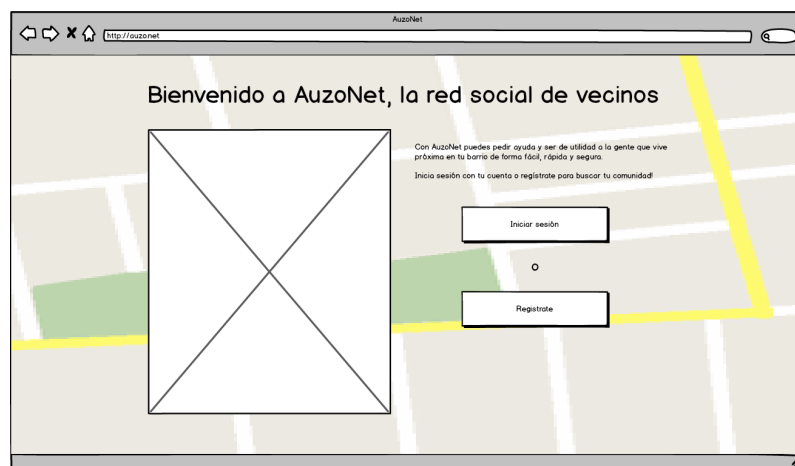 AuzoNet
http://auzonet
Bienvenido a AuzoNet, la red social de vecinos
Con AuzoNet puedes pedir ayuda y ser de utilidad a la gente que vive
próxima en tu barrio de forma fácil, rápida y segura.
Inicia sesión con tu cuenta o regístrate para buscar tu comunidad!
Iniciar sesión
o
Registrate